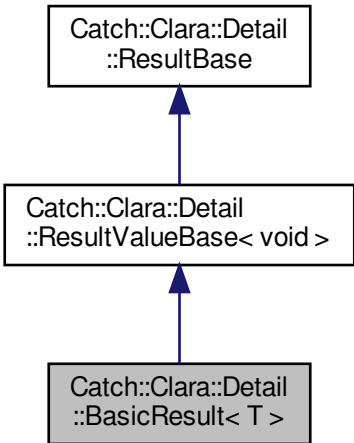 Catch::Clara::Detail
::ResultBase
Catch::Clara::Detail
::ResultValueBase< void >
Catch::Clara::Detail
::BasicResult< T >